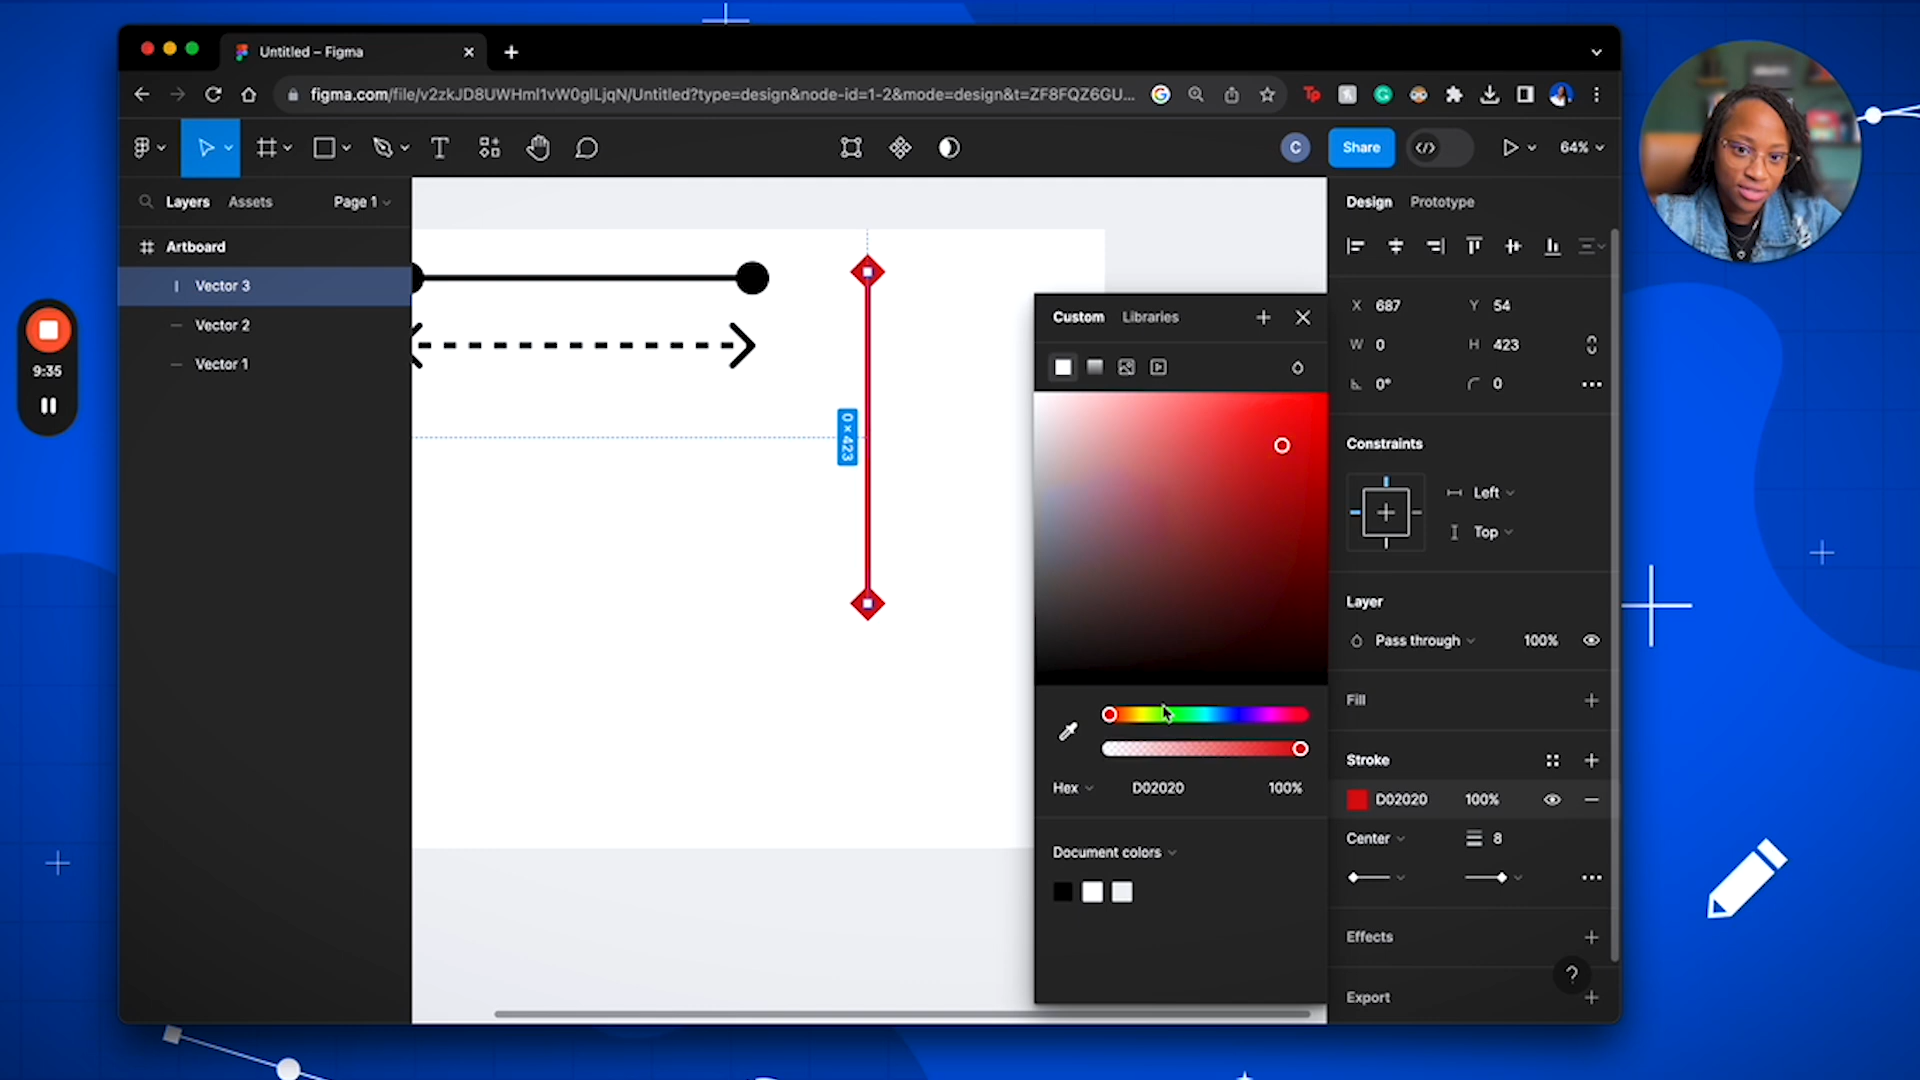 Untitled – Figma
figma.com/file/v2zkJD8UWHmI1vW0glLjqN/Untitled?type=design&node-id=1-2&mode=design&t=ZF8FQZ6GU...
C
Share
64%
Layers
Assets
Page 1
Design
Prototype
Artboard
Vector 3
Vector 2
Vector 1
9:35
0 × 423
Custom
Libraries
Hex
D02020
100%
Document colors
X 687
Y 54
W 0
H 423
0°
0
Constraints
Left
Top
Layer
Pass through
100%
Fill
Stroke
D02020
100%
Center
8
Effects
?
Export